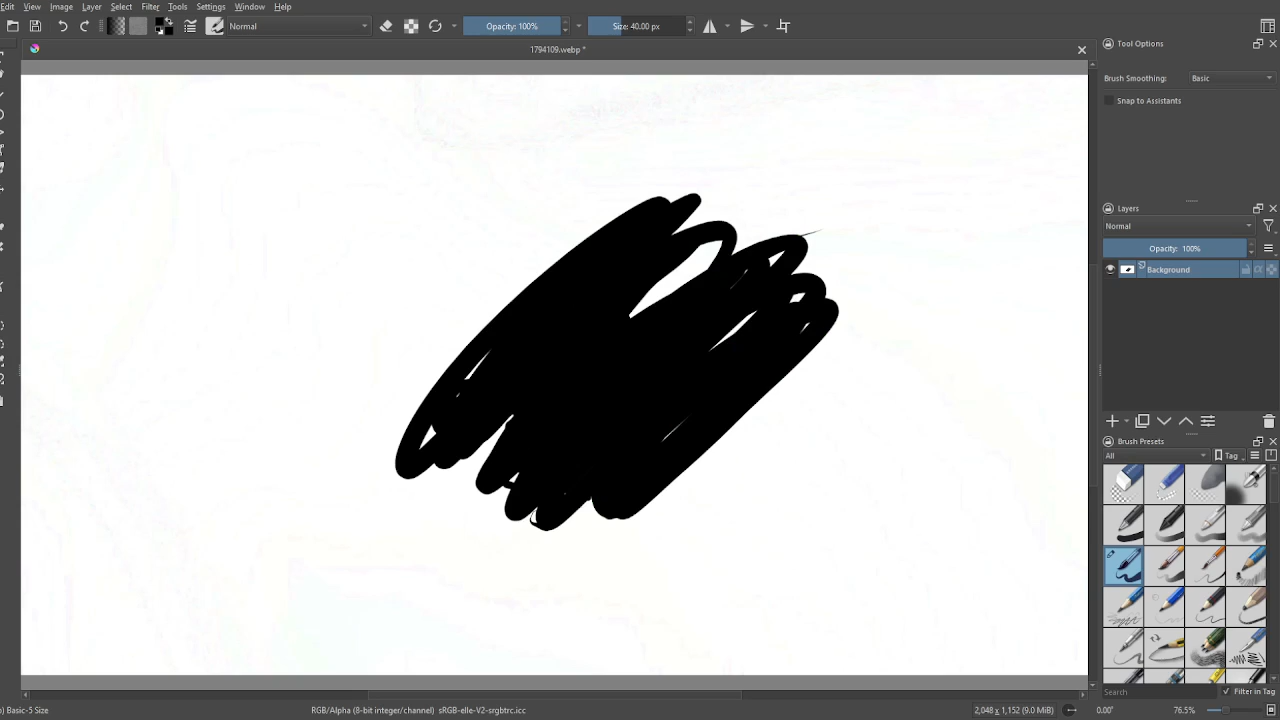 File Edit View Image Layer Select Filter Tools Settings Window Help
Normal Opacity: 100% Size: 40.00 px
1794109.webp *
Tool Options
Brush Smoothing: Basic
Snap to Assistants
Layers
Normal
Opacity: 100%
Background
Brush Presets
All Tag
Search Filter in Tag
) Basic-5 Size RGB/Alpha (8-bit integer/channel) sRGB-elle-V2-srgbtrc.icc 2,048 x 1,152 (9.0 MiB) 0.00° 76.5%